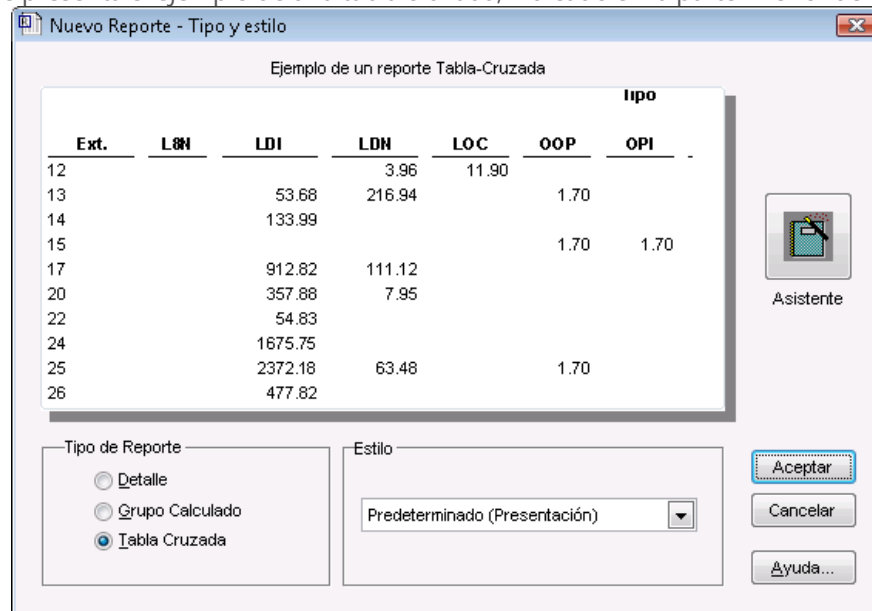 Nuevo Reporte - Tipo y estilo
Ejemplo de un reporte Tabla-Cruzada
Tipo
Ext. L8N LDI LDN LOC OOP OPI
12 3.96 11.90
13 53.68 216.94 1.70
14 133.99
15 1.70 1.70
17 912.82 111.12
20 357.88 7.95
22 54.83
24 1675.75
25 2372.18 63.48 1.70
26 477.82
Asistente
Tipo de Reporte
Detalle
Grupo Calculado
Tabla Cruzada
Estilo
Predeterminado (Presentación)
Aceptar
Cancelar
Ayuda...